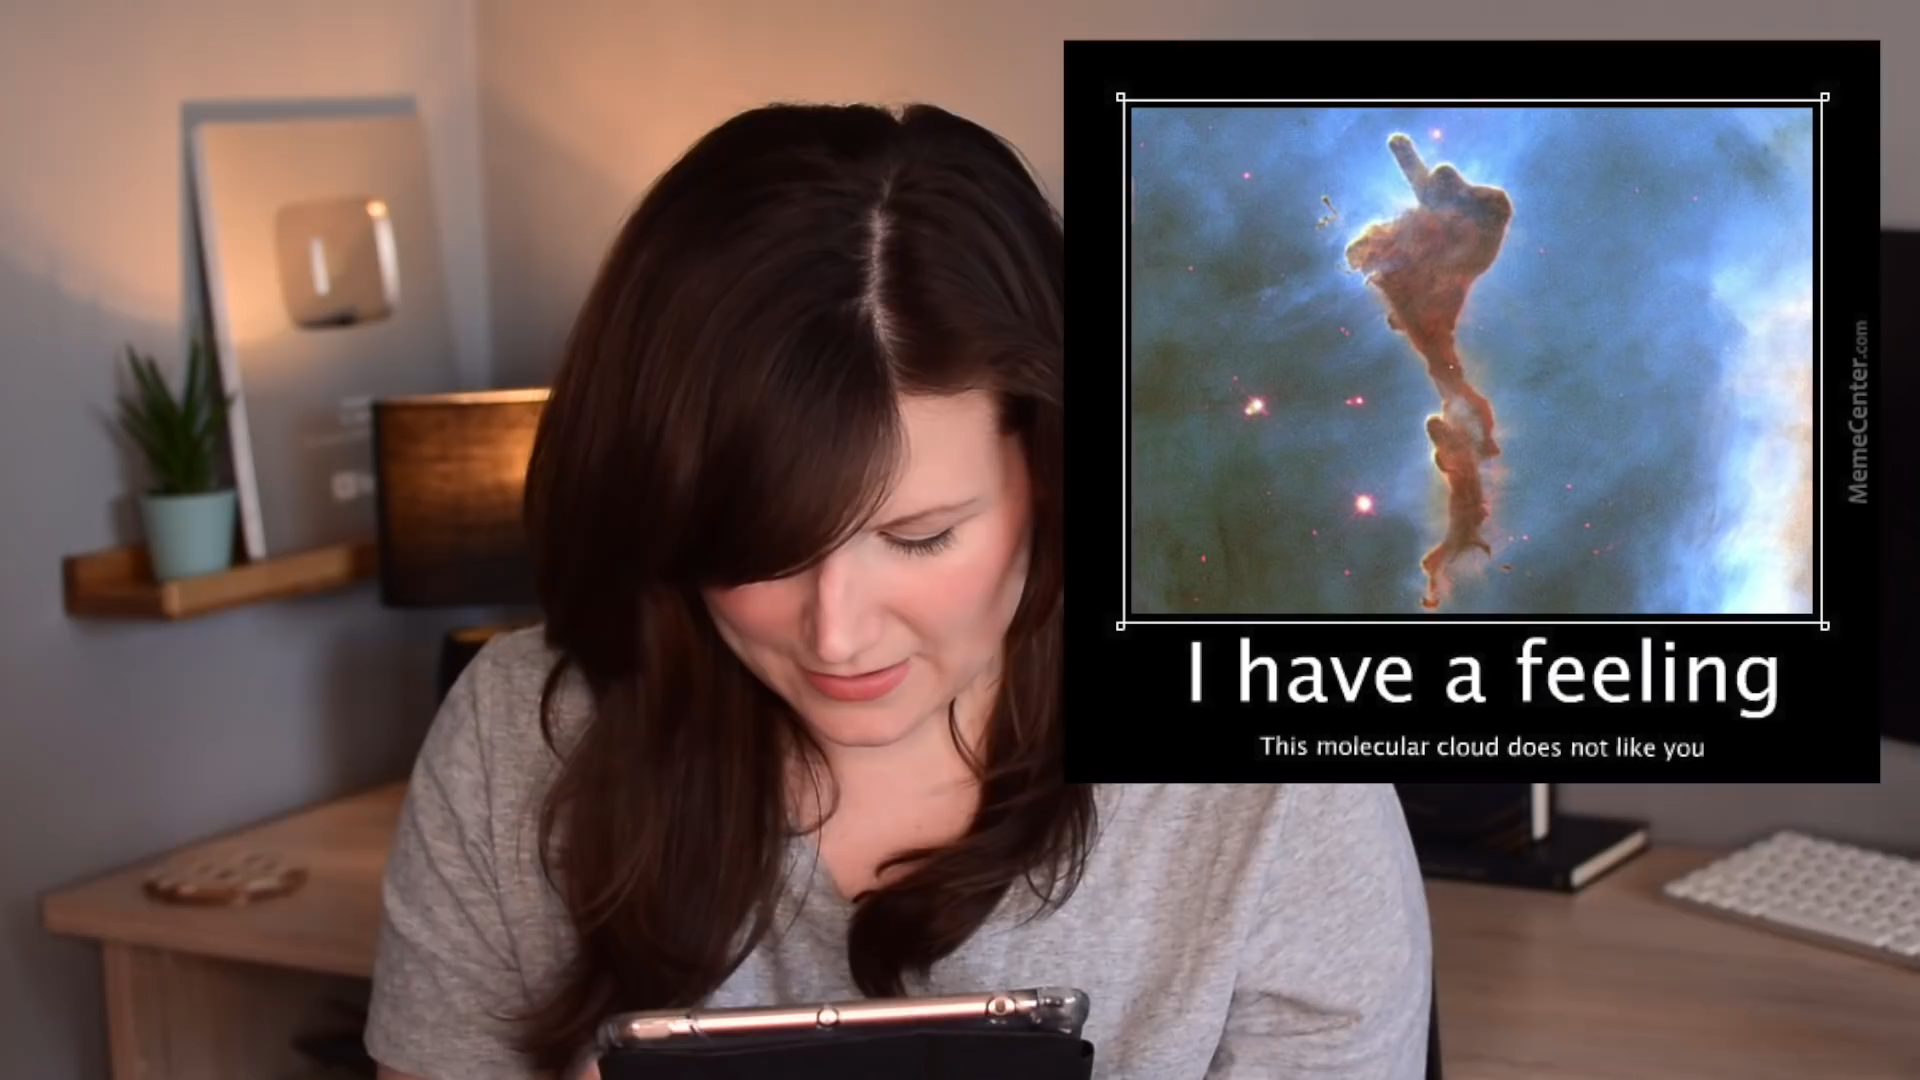 I have a feeling
This molecular cloud does not like you
MemeCenter.com